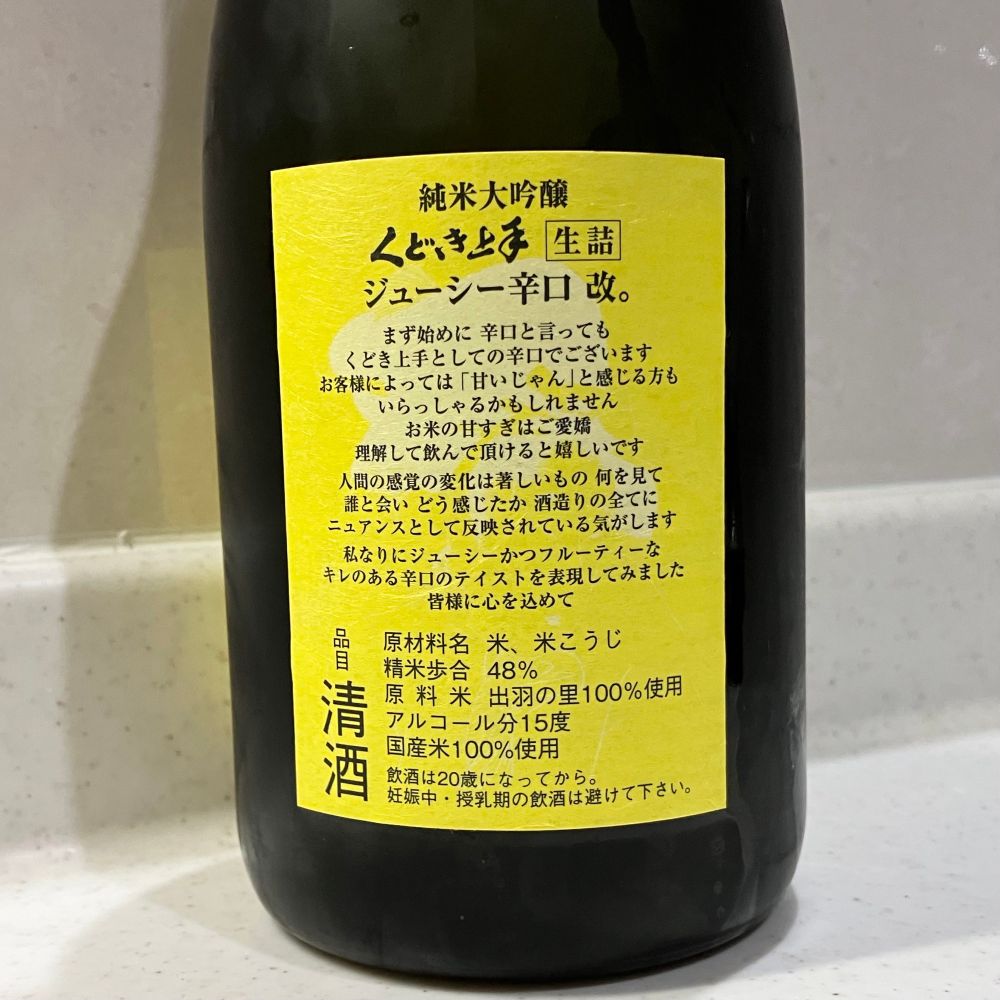 純米大吟醸
くどき上手 生詰
ジューシー辛口 改。
まず始めに 辛口と言っても
くどき上手としての辛口でございます
お客様によっては「甘いじゃん」と感じる方も
いらっしゃるかもしれません
お米の甘すぎはご愛嬌
理解して飲んで頂けると嬉しいです
人間の感覚の変化は著しいもの 何を見て
誰と会い どう感じたか 酒造りの全てに
ニュアンスとして反映されている気がします
私なりにジューシーかつフルーティーな
キレのある辛口のテイストを表現してみました
皆様に心を込めて
品目 清酒
原材料名 米、米こうじ
精米歩合 48%
原料米 出羽の里100%使用
アルコール分15度
国産米100%使用
飲酒は20歳になってから。
妊娠中・授乳期の飲酒は避けて下さい。